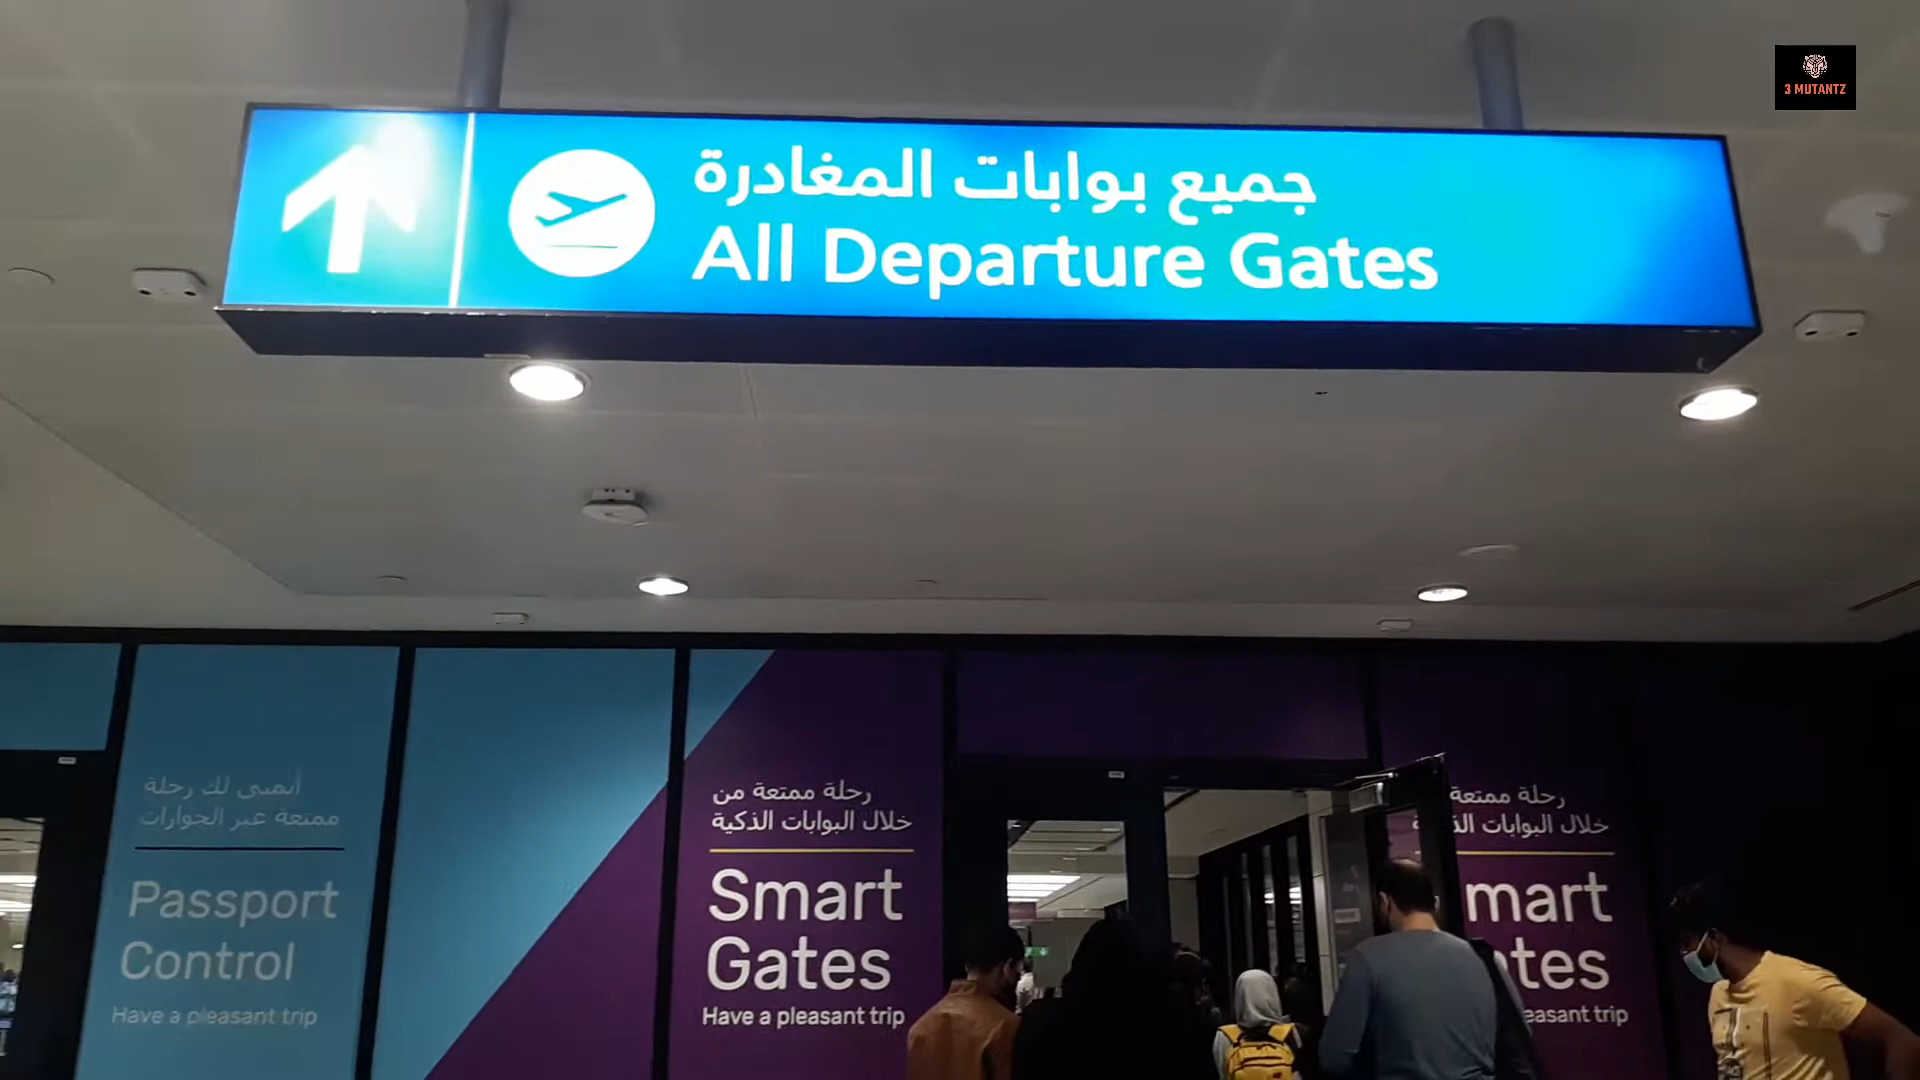 3 MUTANTZ
جميع بوابات المغادرة
All Departure Gates
أتمنى لك رحلة
ممتعة عبر الجوازات
Passport
Control
Have a pleasant trip
رحلة ممتعة من
خلال البوابات الذكية
Smart
Gates
Have a pleasant trip
رحلة ممتعة
خلال البوابات
mart
tes
easant trip